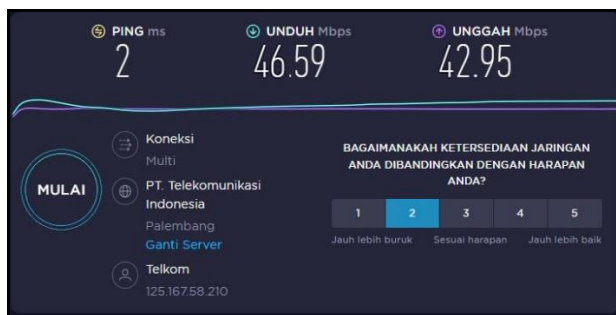 PING ms
2
UNDUH Mbps
46.59
UNGGAH Mbps
42.95
MULAI
Koneksi
Multi
PT. Telekomunikasi
Indonesia
Palembang
Ganti Server
Telkom
125.167.58.210
BAGAIMANAKAH KETERSEDIAAN JARINGAN
ANDA DIBANDINGKAN DENGAN HARAPAN
ANDA?
1 2 3 4 5
Jauh lebih buruk Sesuai harapan Jauh lebih baik